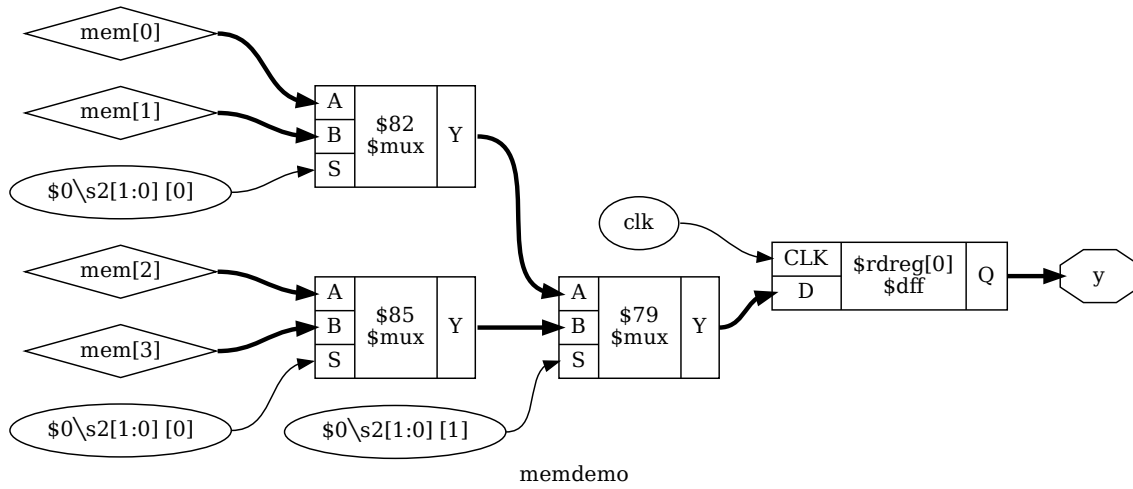 mem[0]
mem[1]
$0\s2[1:0] [0]
A
B
S
$82
$mux
Y
mem[2]
mem[3]
$0\s2[1:0] [0]
A
B
S
$85
$mux
Y
$0\s2[1:0] [1]
A
B
S
$79
$mux
Y
clk
CLK
D
$rdreg[0]
$dff
Q
y
memdemo